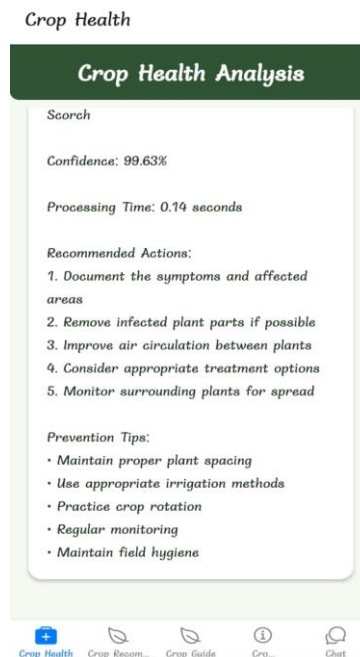 Crop Health
Crop Health Analysis
Scorch
Confidence: 99.63%
Processing Time: 0.14 seconds
Recommended Actions:
1. Document the symptoms and affected
areas
2. Remove infected plant parts if possible
3. Improve air circulation between plants
4. Consider appropriate treatment options
5. Monitor surrounding plants for spread
Prevention Tips:
• Maintain proper plant spacing
• Use appropriate irrigation methods
• Practice crop rotation
• Regular monitoring
• Maintain field hygiene
Crop Health Crop Recom... Crop Guide Cro... Chat